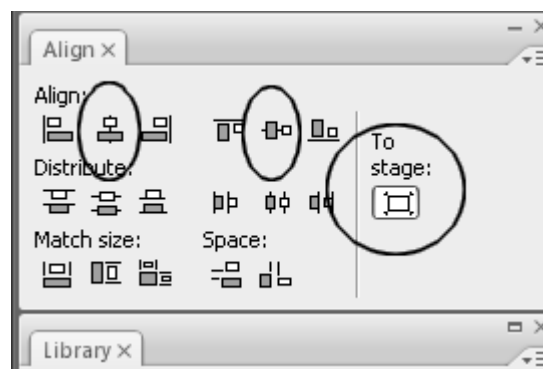 Align ×
Align:
To
stage:
Distribute:
Match size:
Space:
Library ×